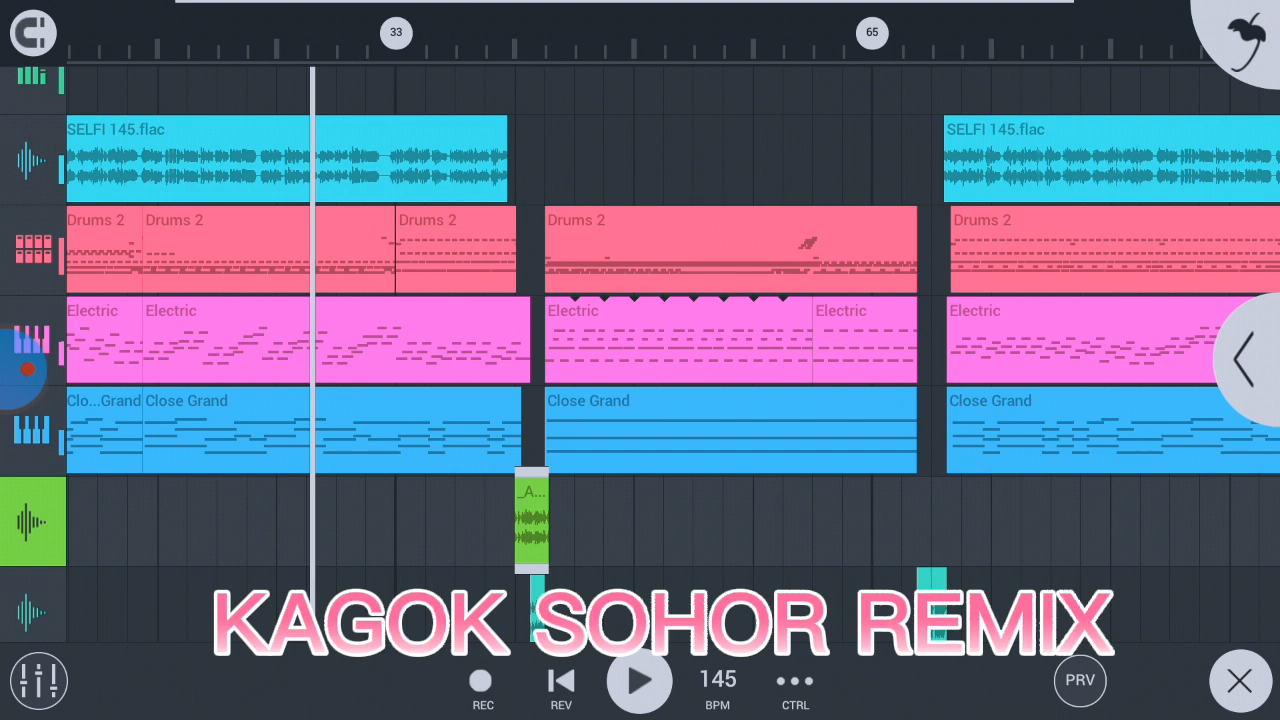 33
65
SELFI 145.flac
SELFI 145.flac
Drums 2
Drums 2
Drums 2
Drums 2
Drums 2
Electric
Electric
Electric
Electric
Electric
Clo...Grand
Close Grand
Close Grand
Close Grand
_A...
KAGOK SOHOR REMIX
145
PRV
REC
REV
BPM
CTRL